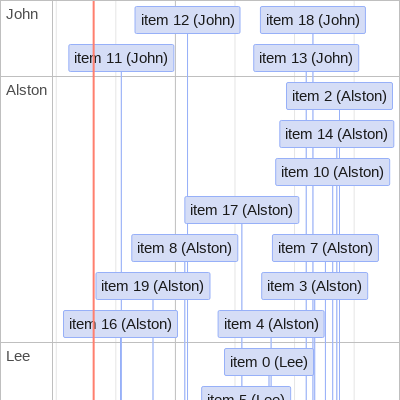 John
item 12 (John)
item 18 (John)
item 11 (John)
item 13 (John)
Alston
item 2 (Alston)
item 14 (Alston)
item 10 (Alston)
item 17 (Alston)
item 8 (Alston)
item 7 (Alston)
item 19 (Alston)
item 3 (Alston)
item 16 (Alston)
item 4 (Alston)
Lee
item 0 (Lee)
item 5 (Lee)